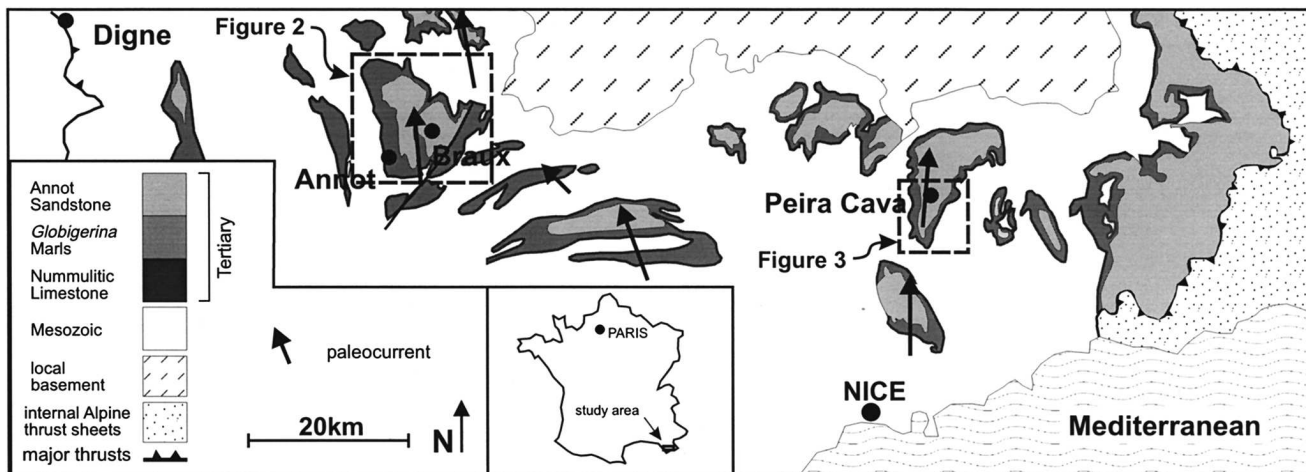 Digne
Figure 2
Annot
Braux
Peira Cava
Figure 3
NICE
Mediterranean
Annot
Sandstone
Globigerina
Marls
Nummulitic
Limestone
Tertiary
Mesozoic
local
basement
internal Alpine
thrust sheets
major thrusts
paleocurrent
20km
N
PARIS
study area